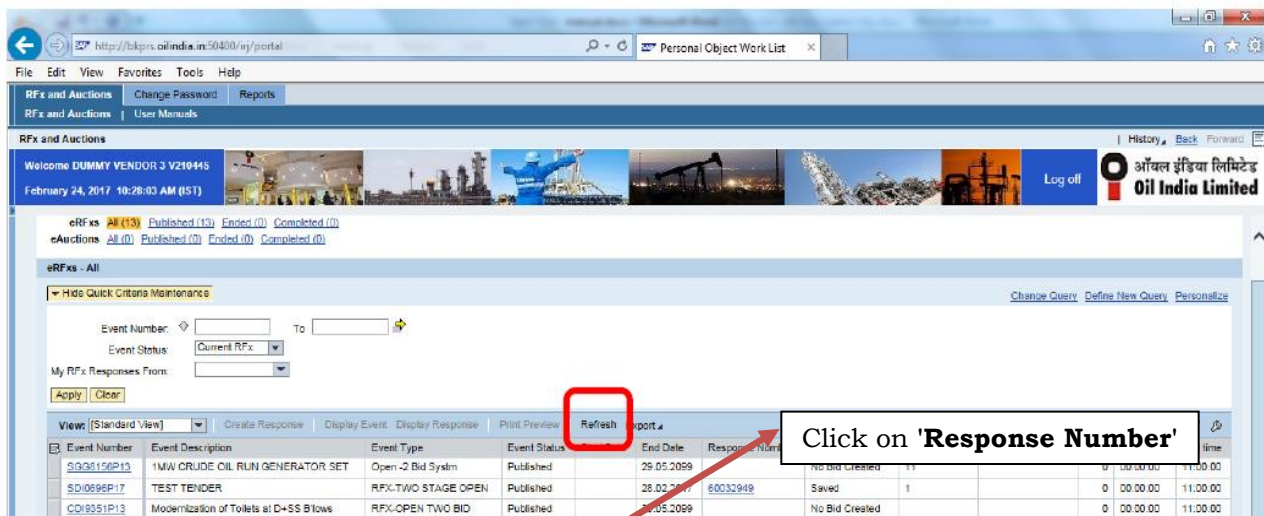 http://bkprs.oilindia.in:50400/irj/portal
Personal Object Work List
File Edit View Favorites Tools Help
RFx and Auctions Change Password Reports
RFx and Auctions | User Manuals
RFx and Auctions | History Back Forward
Welcome DUMMY VENDOR 3 V210445
February 24, 2017 10:28:03 AM (IST)
Log off
ऑयल इंडिया लिमिटेड
Oil India Limited
eRFxs All (13) Published (13) Ended (0) Completed (0)
eAuctions All (0) Published (0) Ended (0) Completed (0)
eRFxs - All
Hide Quick Criteria Maintenance Change Query Define New Query Personalize
Event Number: To
Event Status: Current RFx
My RFx Responses From:
Apply Clear
View: [Standard View] Create Response Display Event Display Response Print Preview Refresh Export
Click on 'Response Number'
Event Number Event Description Event Type Event Status End Date time
SGG6156P13 1MW CRUDE OIL RUN GENERATOR SET Open -2 Bid Systm Published 29.05.2099 No Bid Created 11 0 00:00:00 11:00:00
SDI0696P17 TEST TENDER RFX-TWO STAGE OPEN Published 60032949 Saved 1 0 00:00:00 11:00:00
CDI9351P13 Modernization of Toilets at D+SS B'lows RFX-OPEN TWO BID Published No Bid Created 0 00:00:00 11:00:00